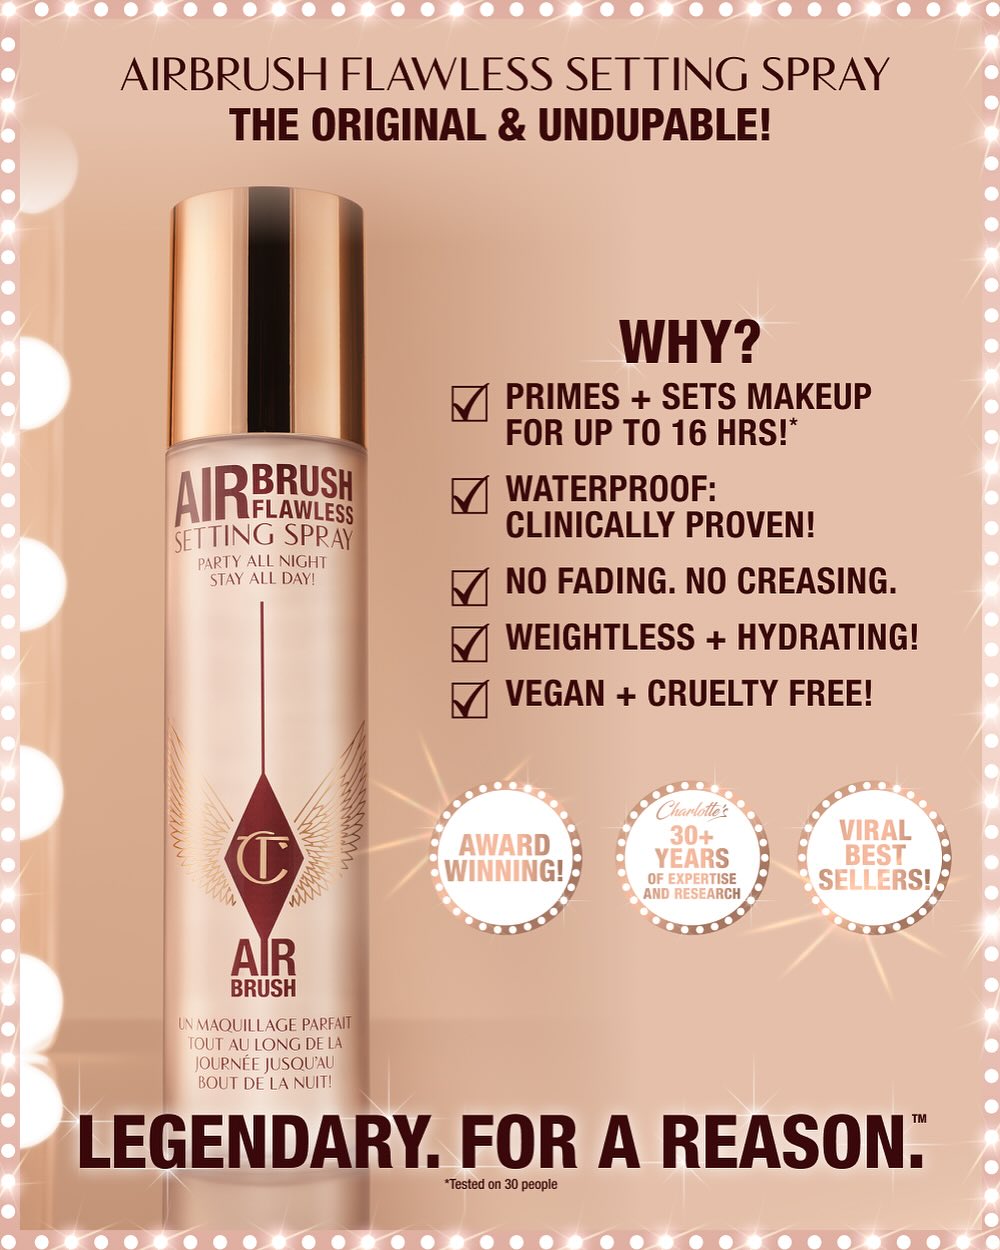 AIRBRUSH FLAWLESS SETTING SPRAY
THE ORIGINAL & UNDUPABLE!
WHY?
PRIMES + SETS MAKEUP
FOR UP TO 16 HRS!*
WATERPROOF:
CLINICALLY PROVEN!
NO FADING. NO CREASING.
WEIGHTLESS + HYDRATING!
VEGAN + CRUELTY FREE!
AIRBRUSH
FLAWLESS
SETTING SPRAY
PARTY ALL NIGHT
STAY ALL DAY!
CT
AIR
BRUSH
UN MAQUILLAGE PARFAIT
TOUT AU LONG DE LA
JOURNÉE JUSQU'AU
BOUT DE LA NUIT!
AWARD
WINNING!
Charlotte's
30+
YEARS
OF EXPERTISE
AND RESEARCH
VIRAL
BEST
SELLERS!
LEGENDARY. FOR A REASON.™
*Tested on 30 people